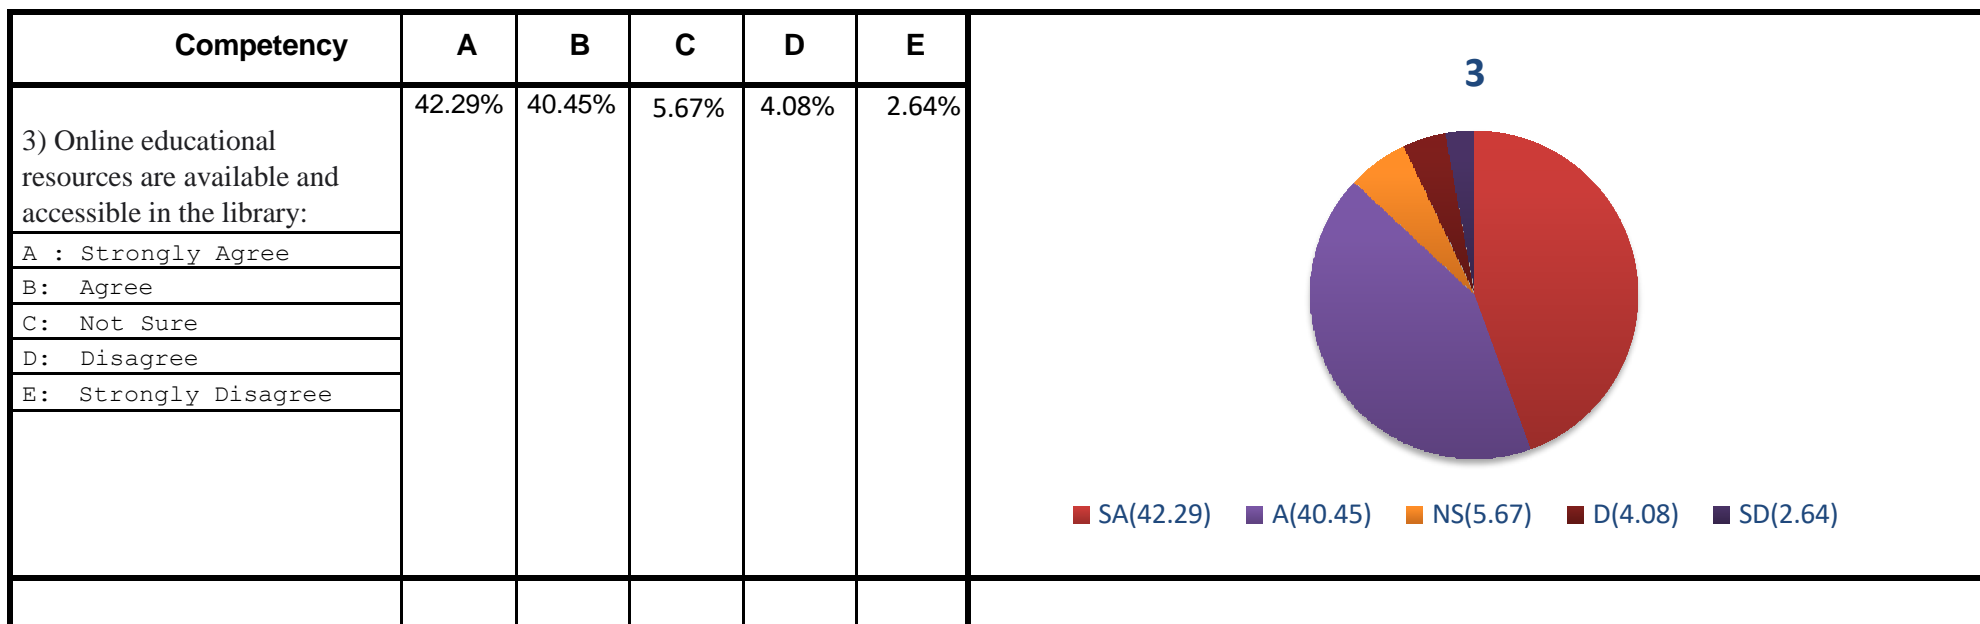 Competency A B C D E
42.29% 40.45% 5.67% 4.08% 2.64%
3) Online educational
resources are available and
accessible in the library:
A : Strongly Agree
B: Agree
C: Not Sure
D: Disagree
E: Strongly Disagree
3
SA(42.29) A(40.45) NS(5.67) D(4.08) SD(2.64)